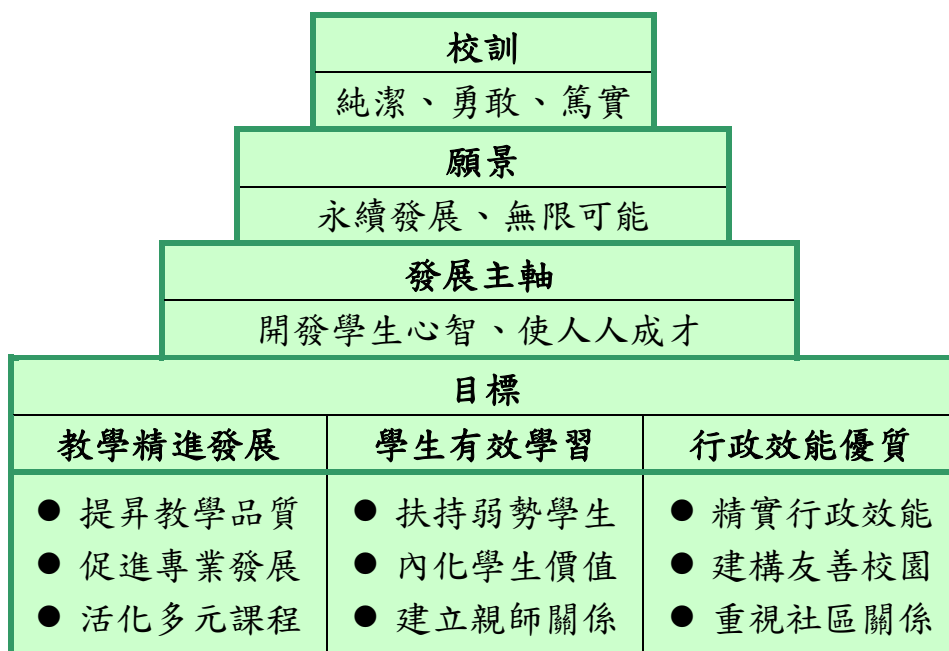 校訓
純潔、勇敢、篤實
願景
永續發展、無限可能
發展主軸
開發學生心智、使人人成才
目標
教學精進發展 學生有效學習 行政效能優質
● 提昇教學品質 ● 扶持弱勢學生 ● 精實行政效能
● 促進專業發展 ● 內化學生價值 ● 建構友善校園
● 活化多元課程 ● 建立親師關係 ● 重視社區關係